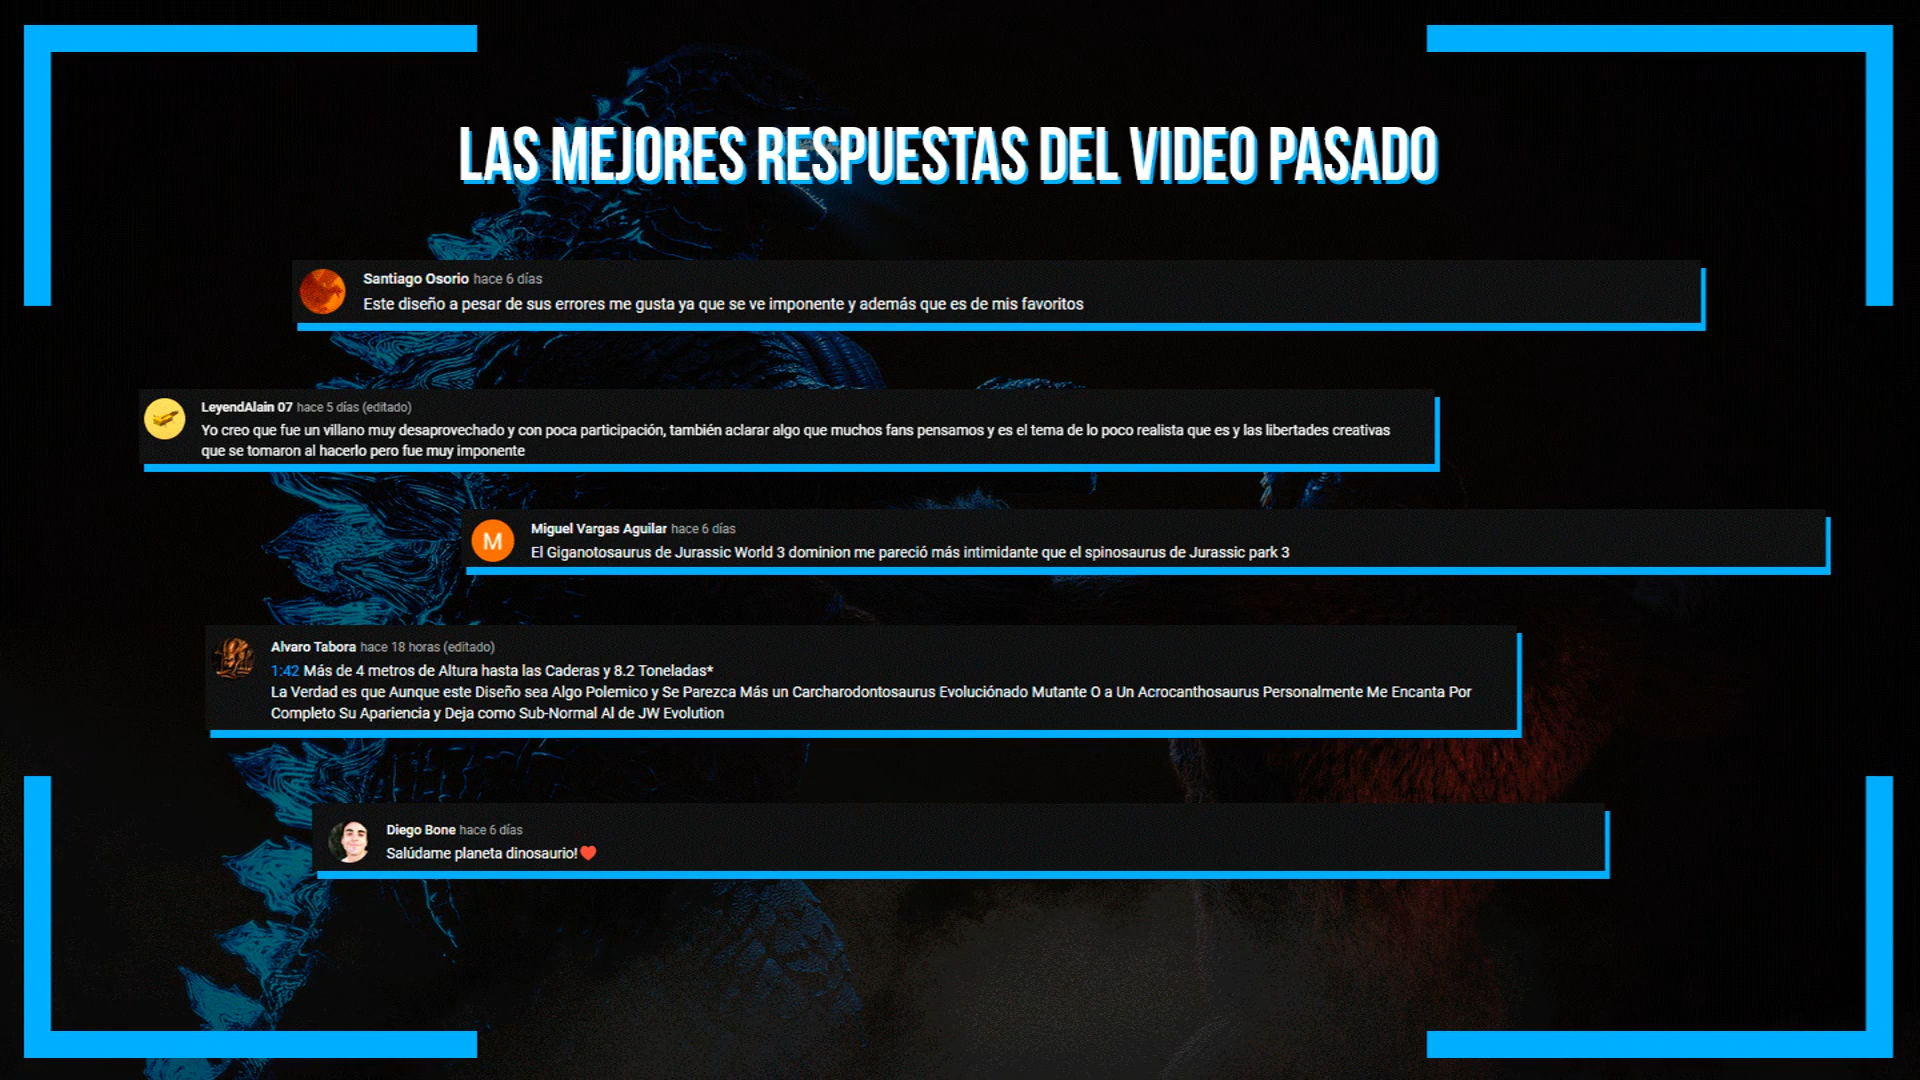 LAS MEJORES RESPUESTAS DEL VIDEO PASADO
Santiago Osorio hace 6 días
Este diseño a pesar de sus errores me gusta ya que se ve imponente y además que es de mis favoritos
LeyendAlain 07 hace 5 días (editado)
Yo creo que fue un villano muy desaprovechado y con poca participación, también aclarar algo que muchos fans pensamos y es el tema de lo poco realista que es y las libertades creativas
que se tomaron al hacerlo pero fue muy imponente
M
Miguel Vargas Aguilar hace 6 días
El Giganotosaurus de Jurassic World 3 dominion me pareció más intimidante que el spinosaurus de Jurassic park 3
Alvaro Tabora hace 18 horas (editado)
1:42 Más de 4 metros de Altura hasta las Caderas y 8.2 Toneladas*
La Verdad es que Aunque este Diseño sea Algo Polemico y Se Parezca Más un Carcharodontosaurus Evoluciónado Mutante O a Un Acrocanthosaurus Personalmente Me Encanta Por
Completo Su Apariencia y Deja como Sub-Normal Al de JW Evolution
Diego Bone hace 6 días
Salúdame planeta dinosaurio!❤️